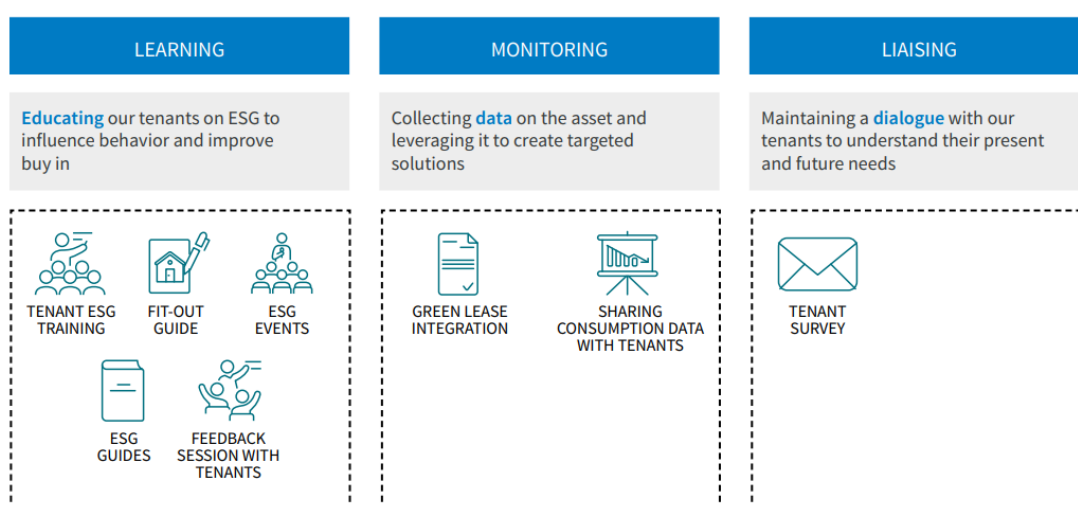 LEARNING
Educating our tenants on ESG to
influence behavior and improve
buy in
TENANT ESG
TRAINING
FIT-OUT
GUIDE
ESG
EVENTS
ESG
GUIDES
FEEDBACK
SESSION WITH
TENANTS
MONITORING
Collecting data on the asset and
leveraging it to create targeted
solutions
GREEN LEASE
INTEGRATION
SHARING
CONSUMPTION DATA
WITH TENANTS
LIAISING
Maintaining a dialogue with our
tenants to understand their present
and future needs
TENANT
SURVEY